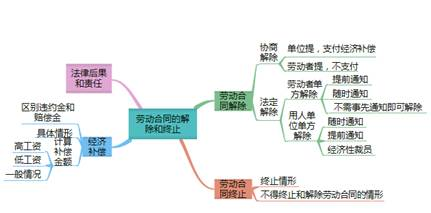 法律后果
和责任
劳动合同的解
除和终止
区别违约金和
赔偿金
具体情形
高工资
低工资
一般情况
计算
补偿
金额
经济
补偿
劳动合
同解除
协商
解除
单位提，支付经济补偿
劳动者提，不支付
法定
解除
劳动者单
方解除
提前通知
随时通知
不需事先通知即可解除
用人单
位单方
解除
随时通知
提前通知
经济性裁员
劳动合
同终止
终止情形
不得终止和解除劳动合同的情形